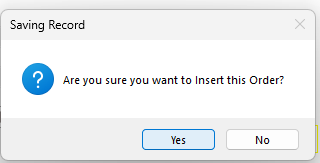 Saving Record
Are you sure you want to Insert this Order?
Yes
No